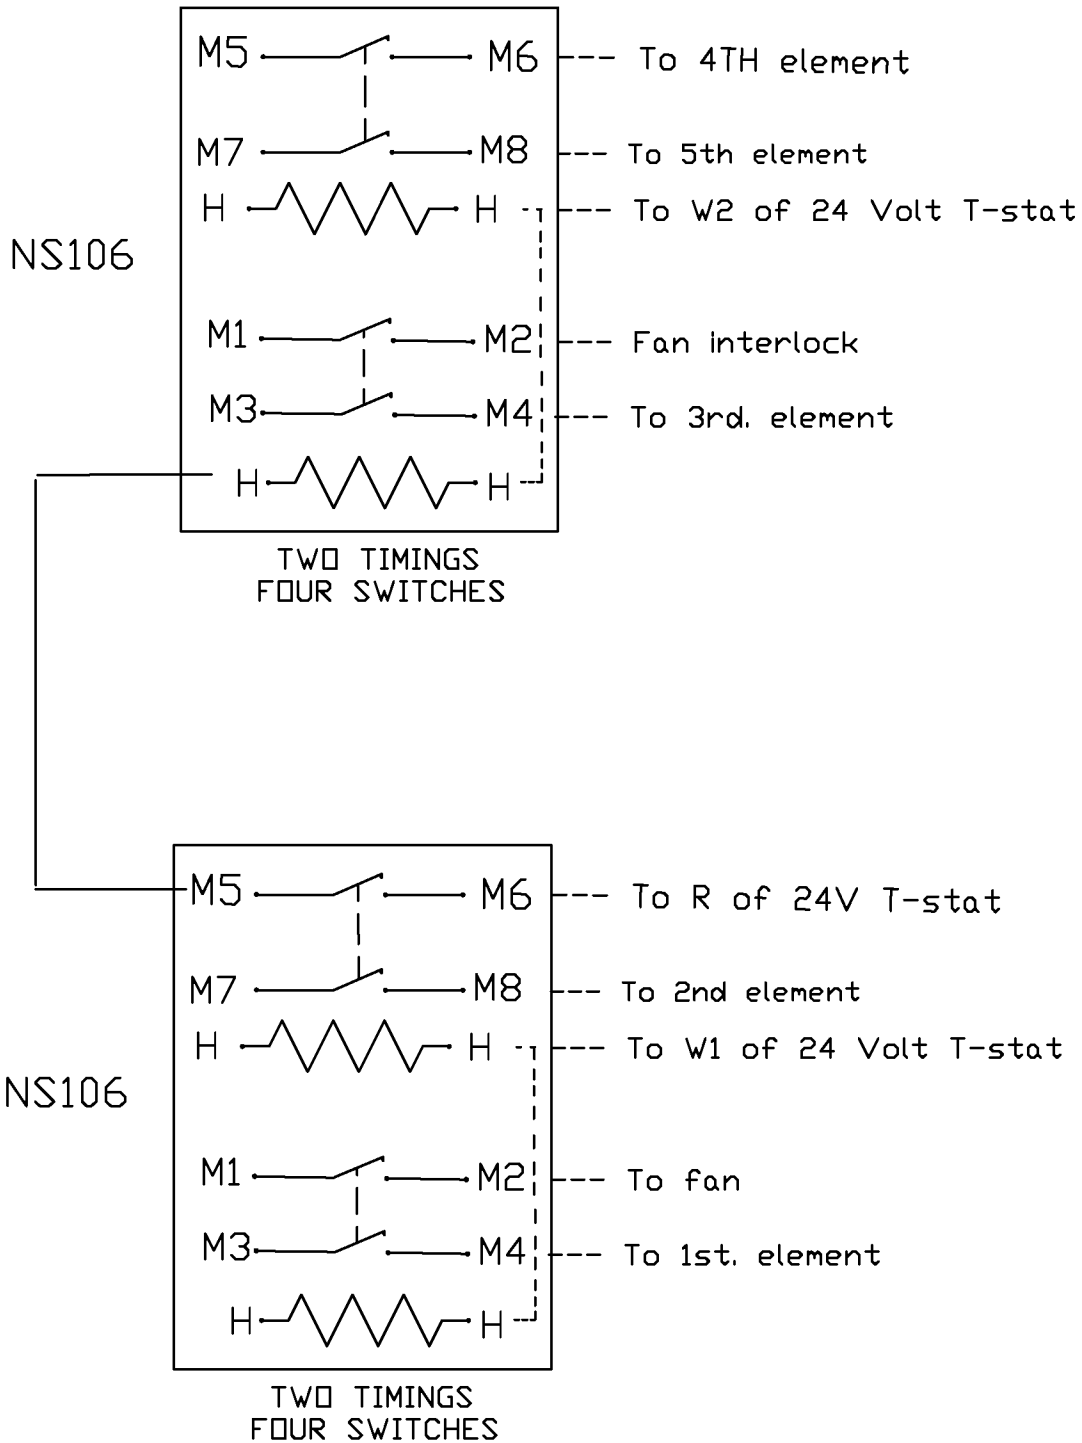 M5 M6 To 4TH element
M7 M8 To 5th element
H H To W2 of 24 Volt T-stat
NS106
M1 M2 Fan interlock
M3 M4 To 3rd. element
H H
TWO TIMINGS
FOUR SWITCHES
M5 M6 To R of 24V T-stat
M7 M8 To 2nd element
H H To W1 of 24 Volt T-stat
NS106
M1 M2 To fan
M3 M4 To 1st. element
H H
TWO TIMINGS
FOUR SWITCHES